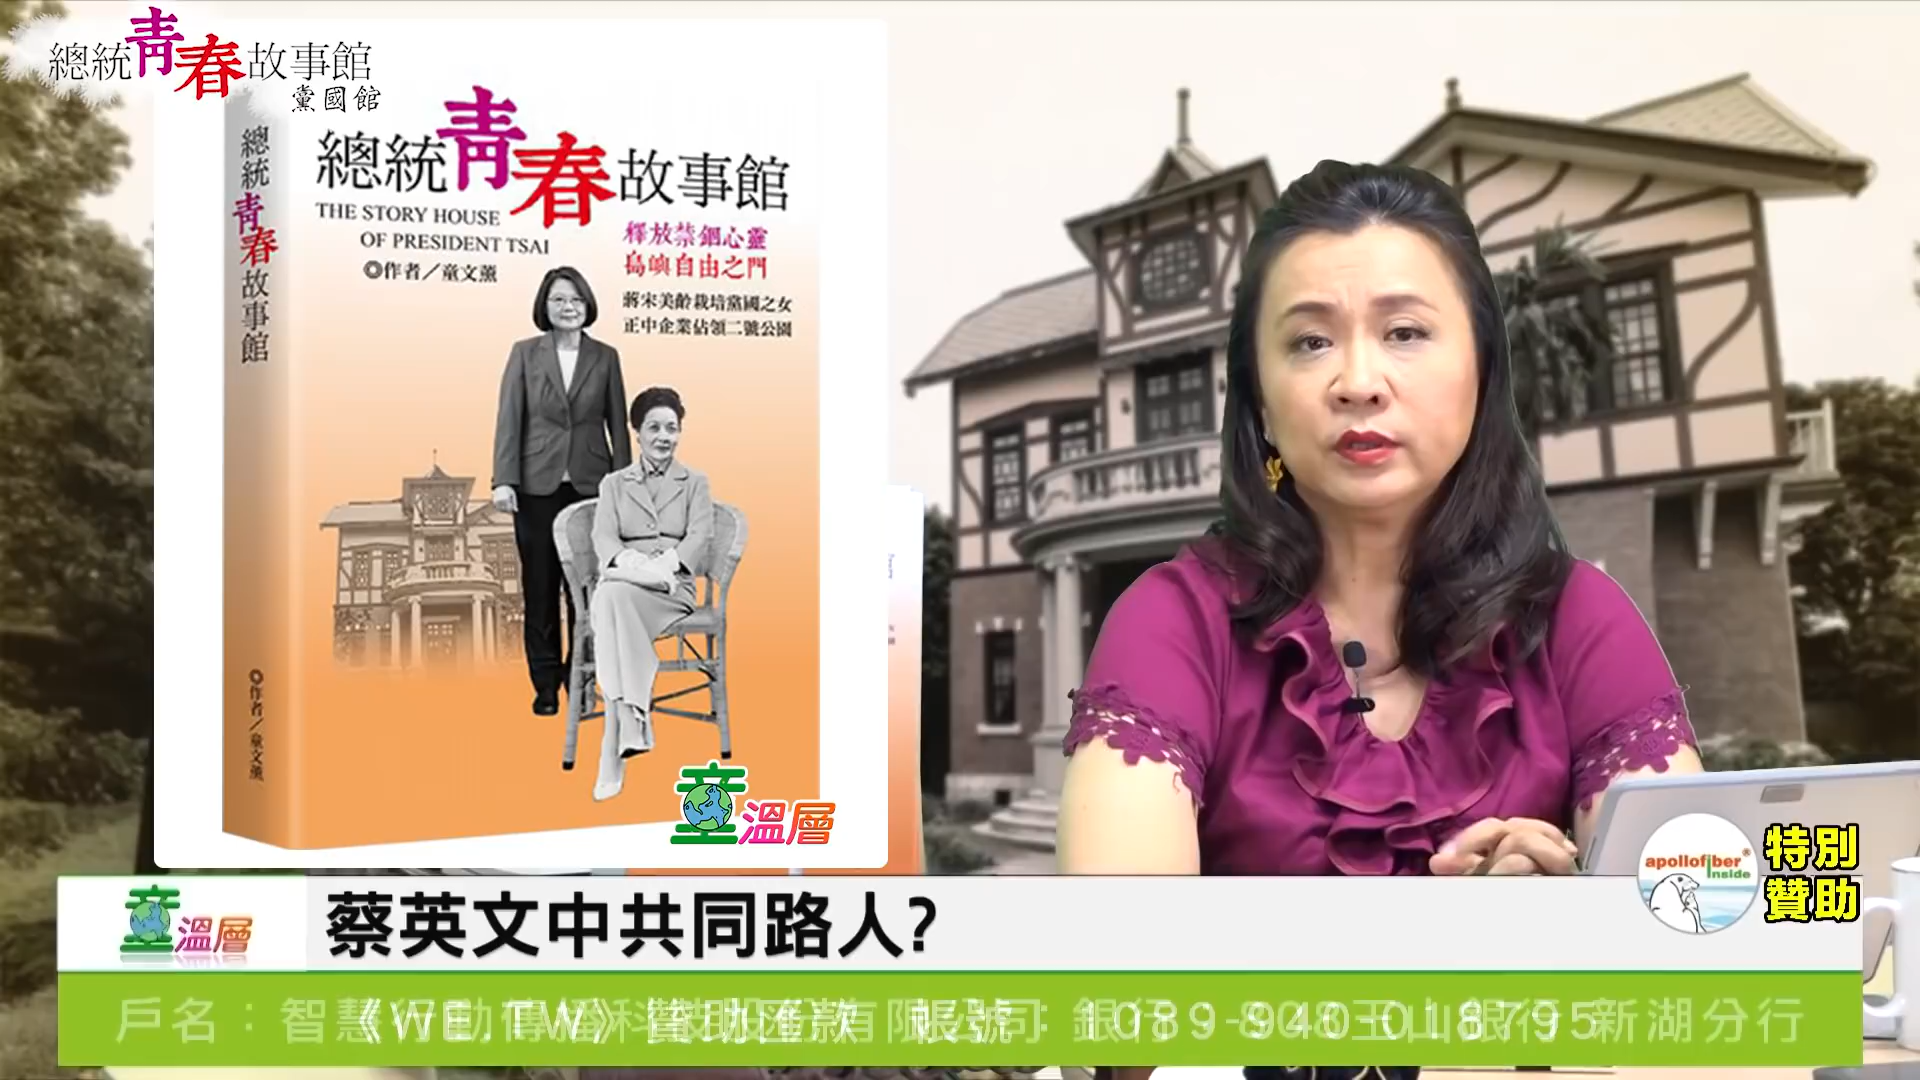 總統青春故事館
黨國館
總統青春故事館
◎作者／童文薰
總統青春故事館
THE STORY HOUSE
OF PRESIDENT TSAI
◎作者／童文薰
釋放禁錮心靈
島嶼自由之門
蔣宋美齡栽培黨國之女
正中企業佔領二號公園
童溫層
apollofiber®
inside
特別
贊助
童溫層
蔡英文中共同路人?